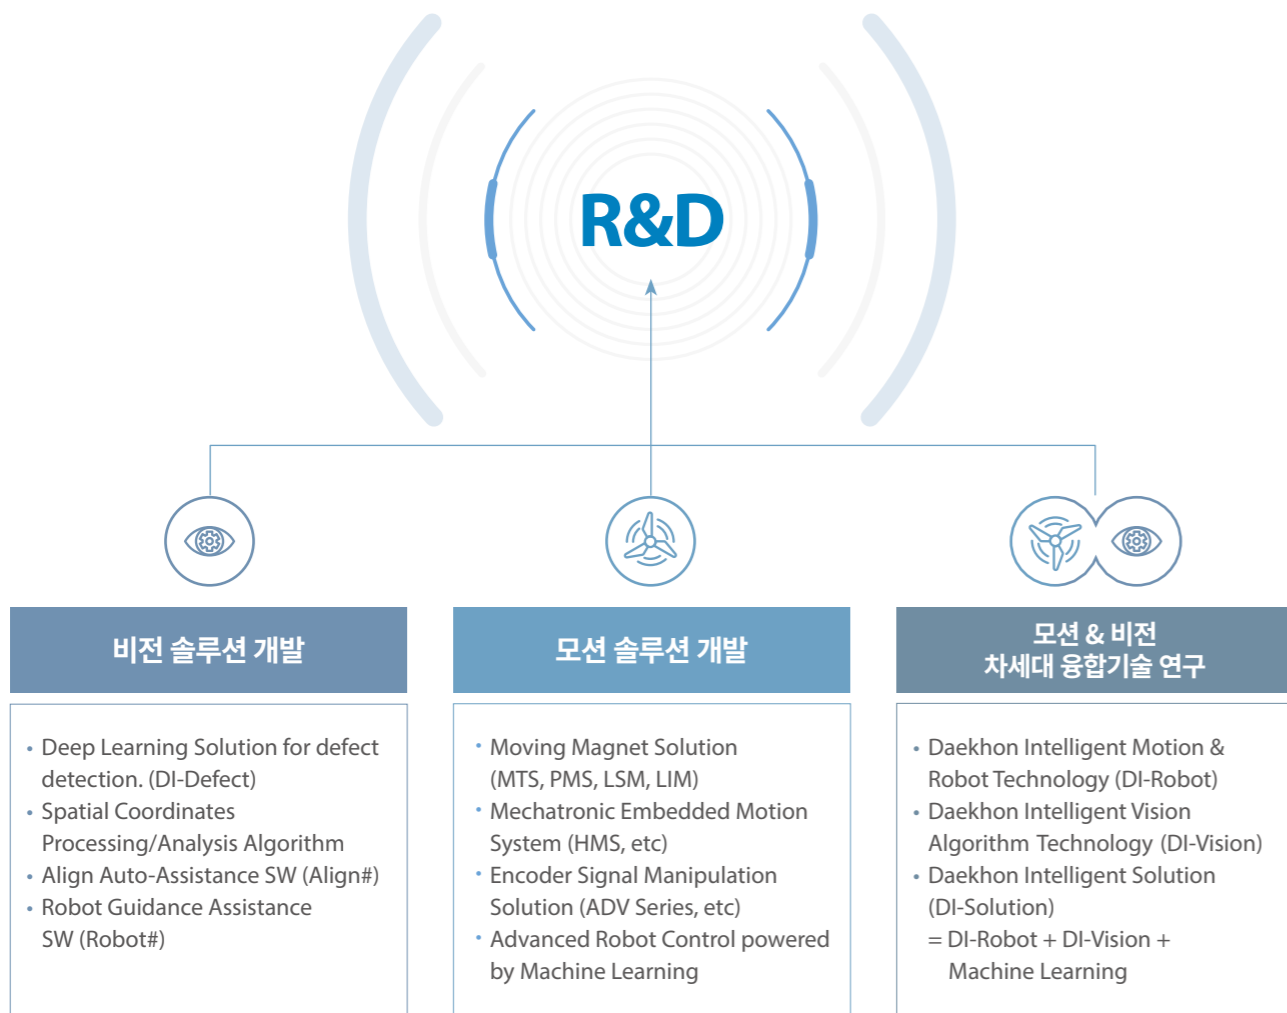 R&D
비전 솔루션 개발
• Deep Learning Solution for defect
detection. (DI-Defect)
• Spatial Coordinates
Processing/Analysis Algorithm
• Align Auto-Assistance SW (Align#)
• Robot Guidance Assistance
SW (Robot#)
모션 솔루션 개발
• Moving Magnet Solution
(MTS, PMS, LSM, LIM)
• Mechatronic Embedded Motion
System (HMS, etc)
• Encoder Signal Manipulation
Solution (ADV Series, etc)
• Advanced Robot Control powered
by Machine Learning
모션 & 비전
차세대 융합기술 연구
• Daekhon Intelligent Motion &
Robot Technology (DI-Robot)
• Daekhon Intelligent Vision
Algorithm Technology (DI-Vision)
• Daekhon Intelligent Solution
(DI-Solution)
= DI-Robot + DI-Vision +
Machine Learning